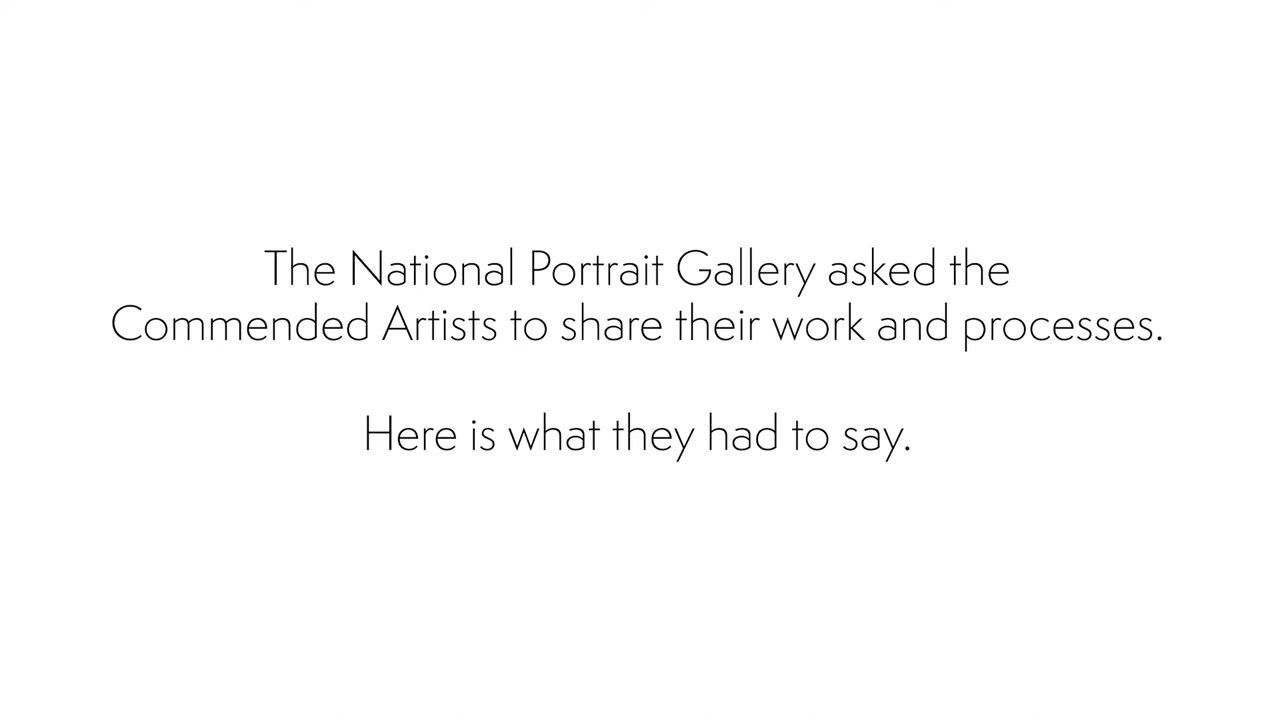 The National Portrait Gallery asked the
Commended Artists to share their work and processes.
Here is what they had to say.